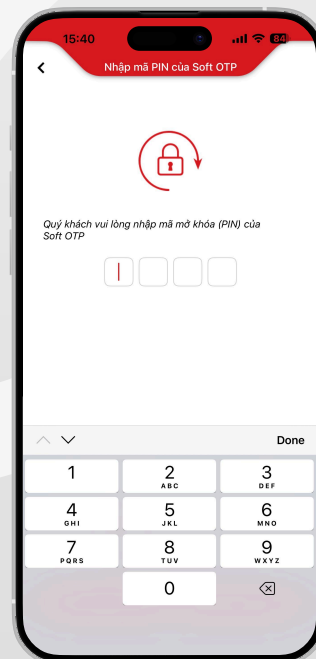 15:40
84
Nhập mã PIN của Soft OTP
Quý khách vui lòng nhập mã mở khóa (PIN) của
Soft OTP
Done
1
2
ABC
3
DEF
4
GHI
5
JKL
6
MNO
7
PQRS
8
TUV
9
WXYZ
0